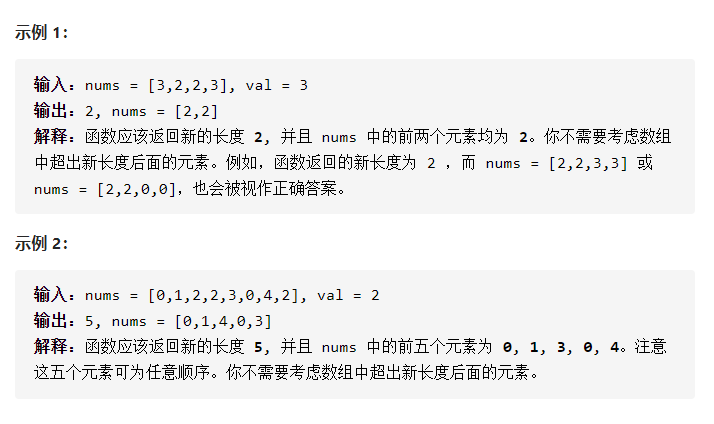 示例 1：
输入：nums = [3,2,2,3], val = 3
输出：2, nums = [2,2]
解释：函数应该返回新的长度 2, 并且 nums 中的前两个元素均为 2。你不需要考虑数组
中超出新长度后面的元素。例如，函数返回的新长度为 2 ，而 nums = [2,2,3,3] 或
nums = [2,2,0,0]，也会被视作正确答案。
示例 2：
输入：nums = [0,1,2,2,3,0,4,2], val = 2
输出：5, nums = [0,1,4,0,3]
解释：函数应该返回新的长度 5, 并且 nums 中的前五个元素为 0, 1, 3, 0, 4。注意
这五个元素可为任意顺序。你不需要考虑数组中超出新长度后面的元素。